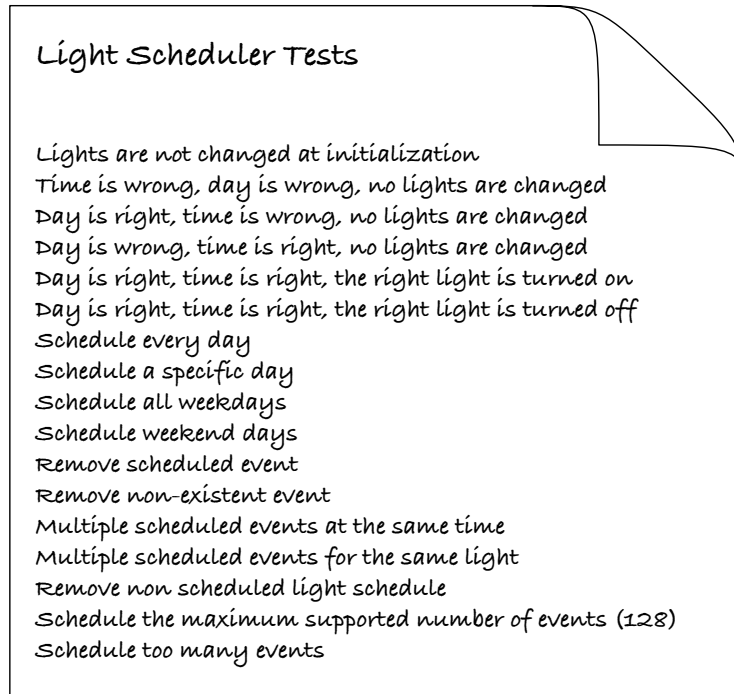 Light Scheduler Tests
Lights are not changed at initialization
Time is wrong, day is wrong, no lights are changed
Day is right, time is wrong, no lights are changed
Day is wrong, time is right, no lights are changed
Day is right, time is right, the right light is turned on
Day is right, time is right, the right light is turned off
Schedule every day
Schedule a specific day
Schedule all weekdays
Schedule weekend days
Remove scheduled event
Remove non-existent event
Multiple scheduled events at the same time
Multiple scheduled events for the same light
Remove non scheduled light schedule
Schedule the maximum supported number of events (128)
Schedule too many events